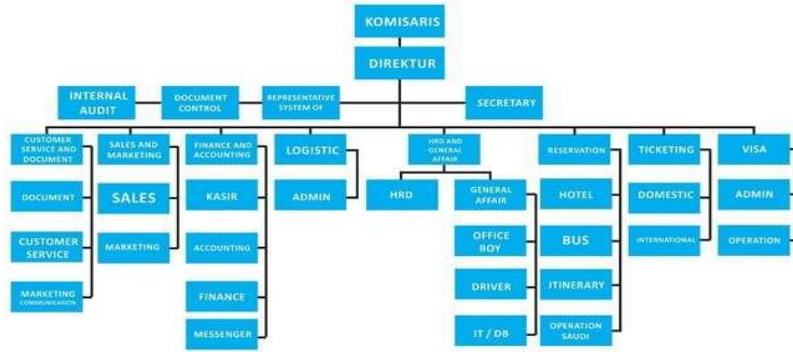 KOMISARIS
DIREKTUR
INTERNAL
AUDIT
DOCUMENT
CONTROL
REPRESENTATIVE
SYSTEM OF
SECRETARY
CUSTOMER
SERVICE AND
DOCUMENT
SALES AND
MARKETING
FINANCE AND
ACCOUNTING
LOGISTIC
HRD AND
GENERAL
AFFAIR
RESERVATION
TICKETING
VISA
DOCUMENT
SALES
KASIR
ADMIN
HRD
GENERAL
AFFAIR
HOTEL
DOMESTIC
ADMIN
CUSTOMER
SERVICE
MARKETING
ACCOUNTING
OFFICE
BOY
BUS
INTERNATIONAL
OPERATION
MARKETING
COMMUNICATION
FINANCE
DRIVER
ITINERARY
MESSENGER
IT / DB
OPERATION
SAUDI